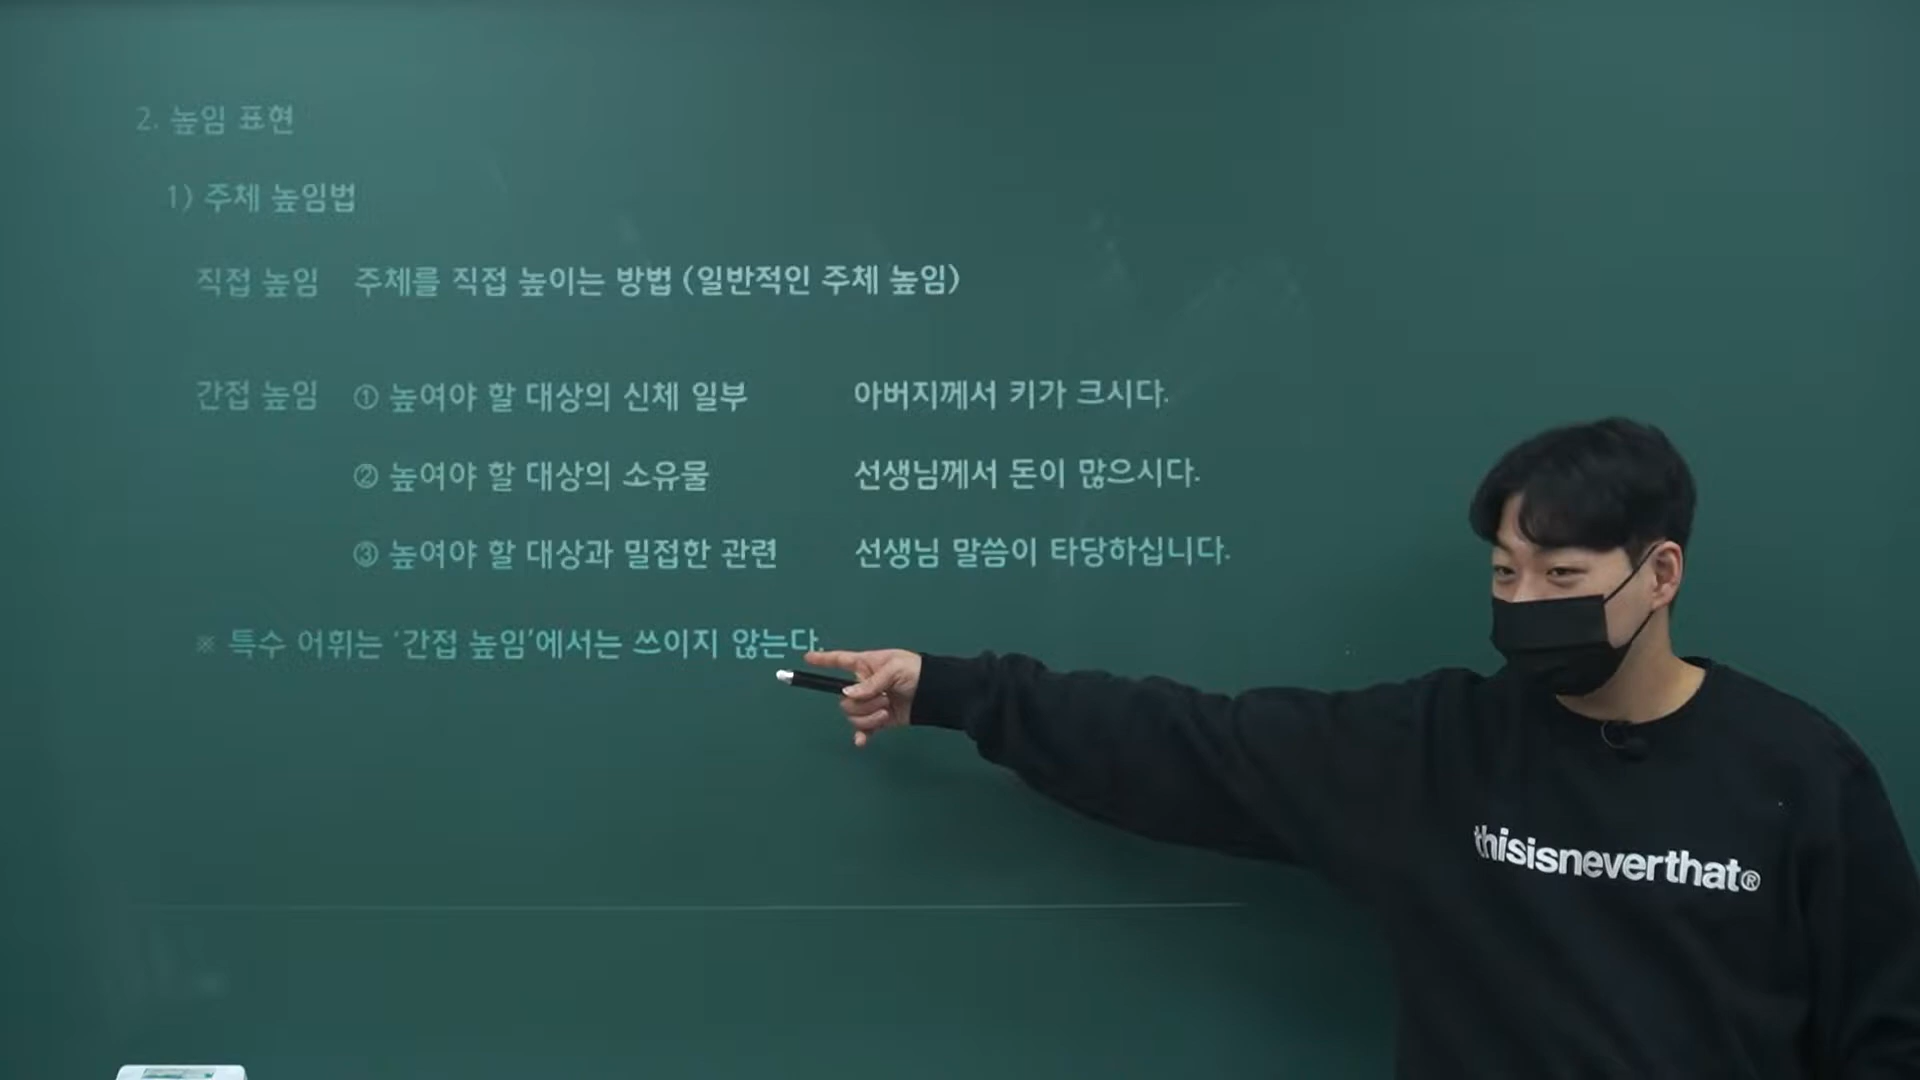 2. 높임 표현
1) 주체 높임법
직접 높임 주체를 직접 높이는 방법 (일반적인 주체 높임)
간접 높임 ① 높여야 할 대상의 신체 일부 아버지께서 키가 크시다.
② 높여야 할 대상의 소유물 선생님께서 돈이 많으시다.
③ 높여야 할 대상과 밀접한 관련 선생님 말씀이 타당하십니다.
※ 특수 어휘는 '간접 높임'에서는 쓰이지 않는다.
thisisneverthat®